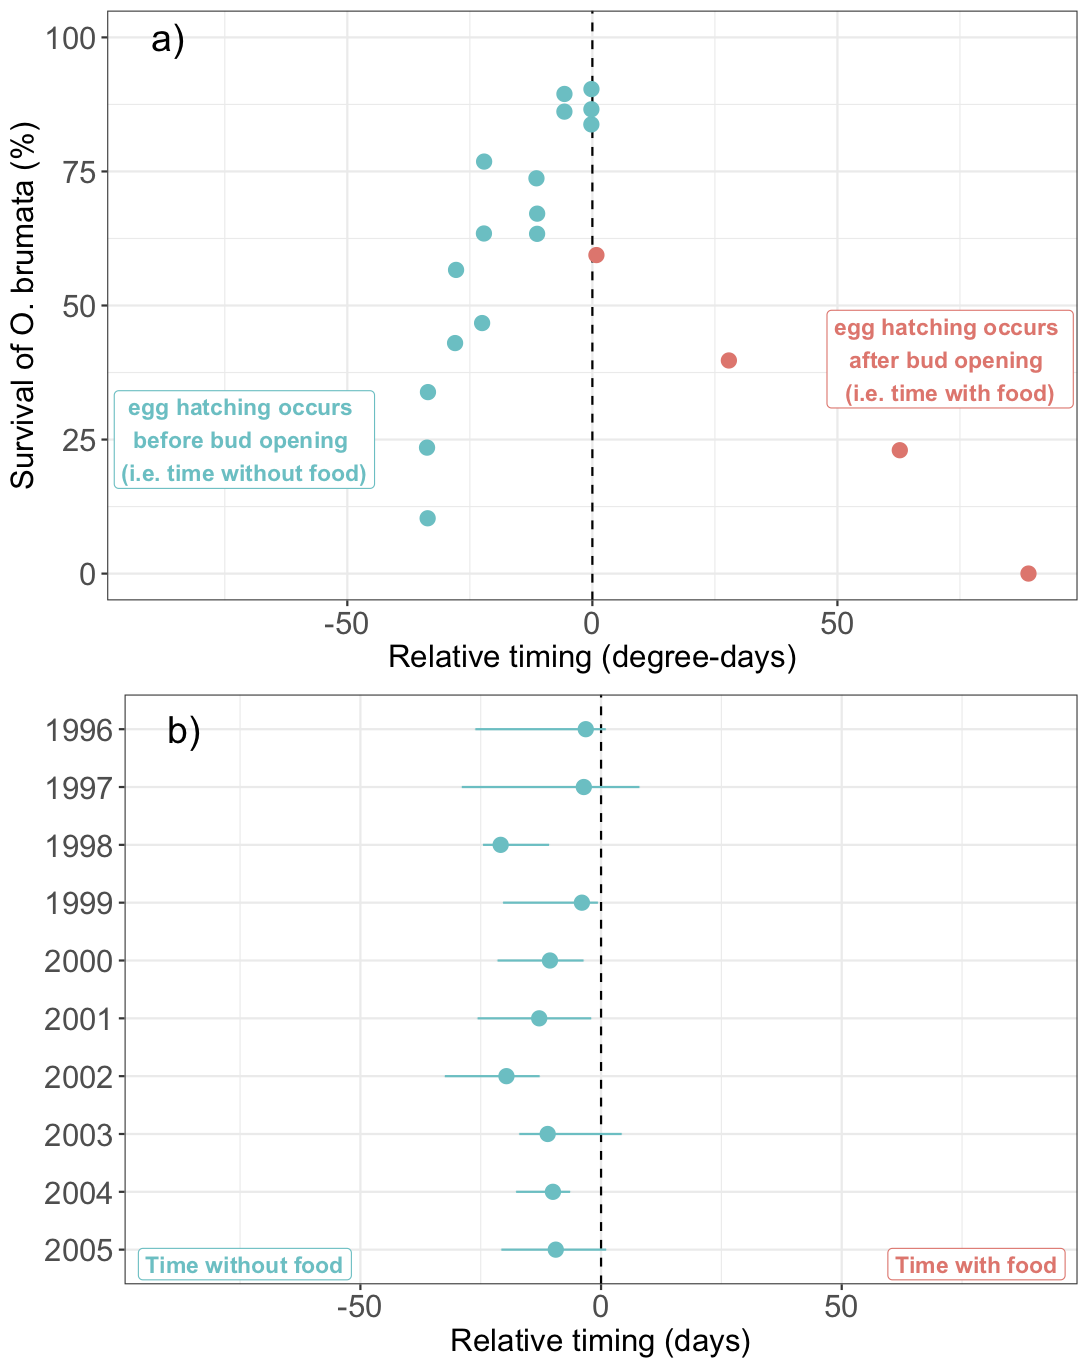 a)
100
75
50
25
0
Survival of O. brumata (%)
egg hatching occurs
before bud opening
(i.e. time without food)
egg hatching occurs
after bud opening
(i.e. time with food)
-50
0
50
Relative timing (degree-days)
b)
1996
1997
1998
1999
2000
2001
2002
2003
2004
2005
Time without food
Time with food
-50
0
50
Relative timing (days)